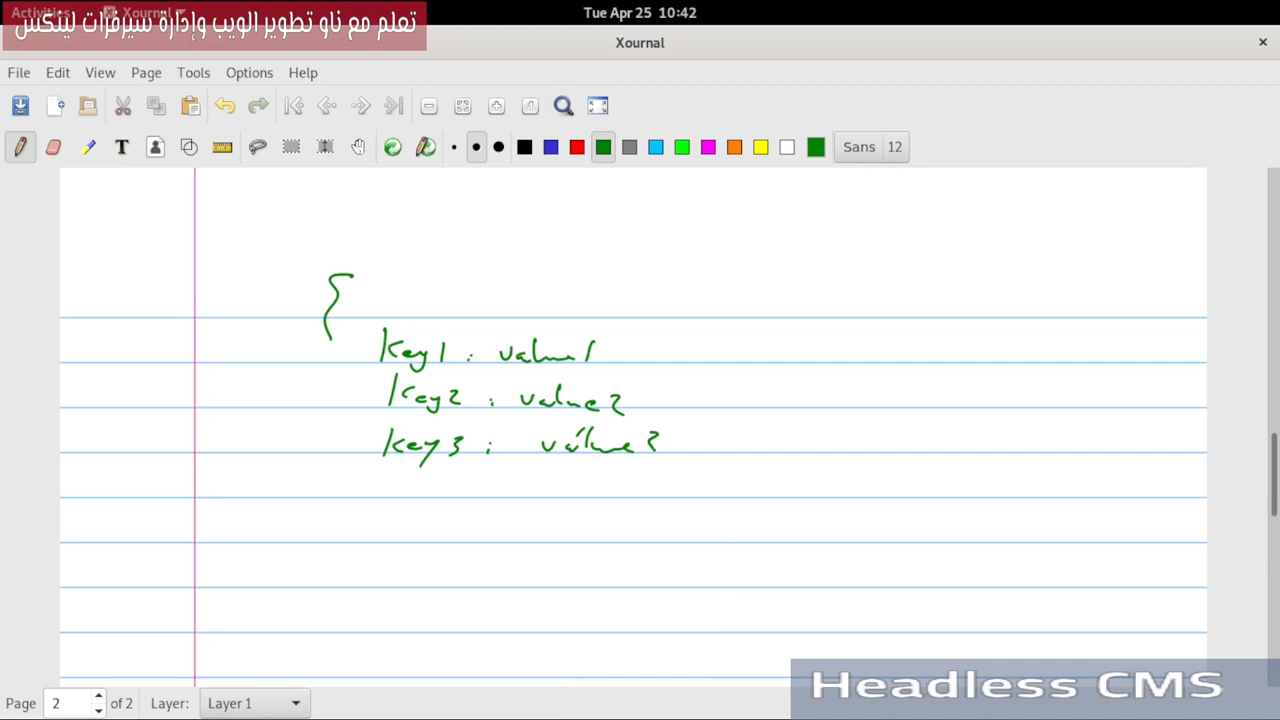 Activities Xournal Tue Apr 25 10:42
تعلم مع ناو تطوير الويب وإدارة سيرفرات لينكس
Xournal
File Edit View Page Tools Options Help
Sans 12
{
key1 : value1
key2 : value2
key3 : value3
Headless CMS
Page 2 of 2 Layer: Layer 1